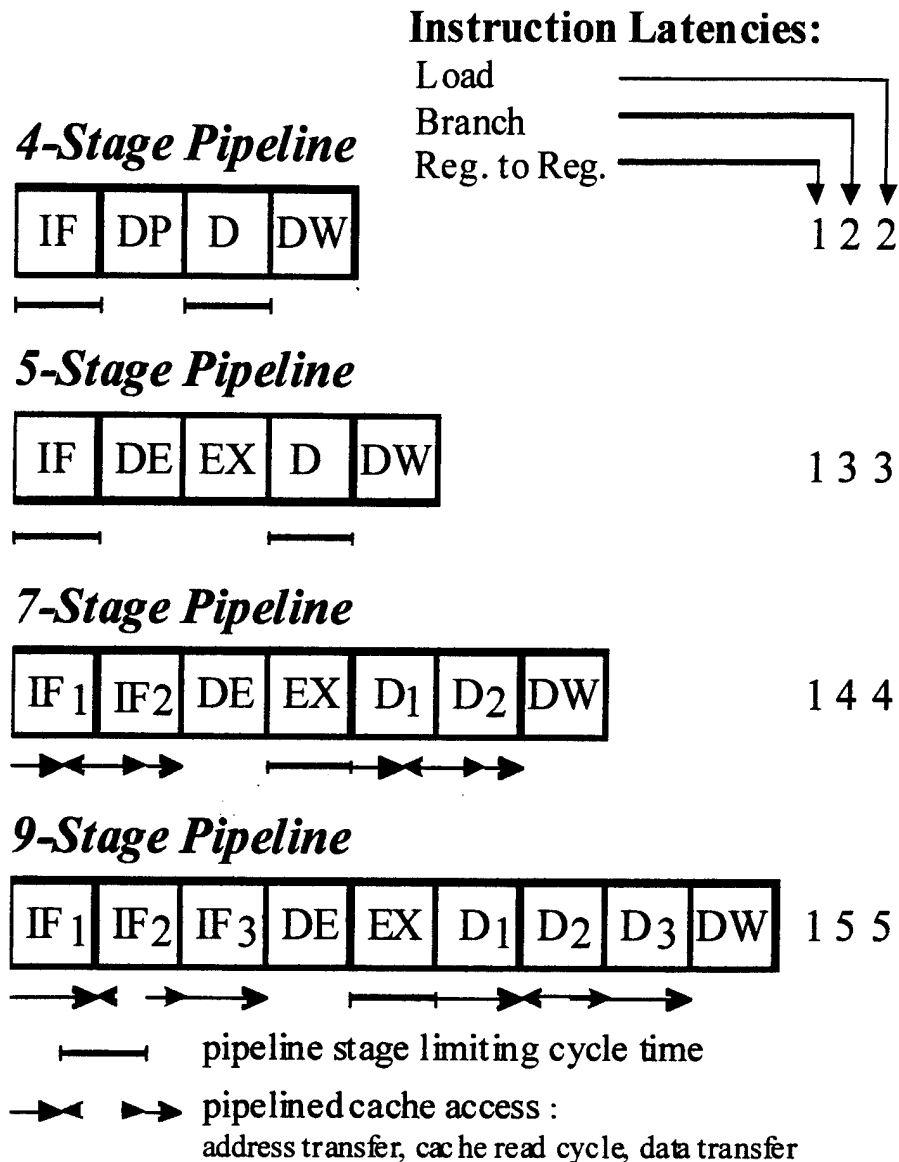 Instruction Latencies:
Load
Branch
Reg. to Reg.
4-Stage Pipeline
IF DP D DW
1 2 2
5-Stage Pipeline
IF DE EX D DW
1 3 3
7-Stage Pipeline
IF1 IF2 DE EX D1 D2 DW
1 4 4
9-Stage Pipeline
IF1 IF2 IF3 DE EX D1 D2 D3 DW
1 5 5
pipeline stage limiting cycle time
pipelined cache access :
address transfer, cache read cycle, data transfer